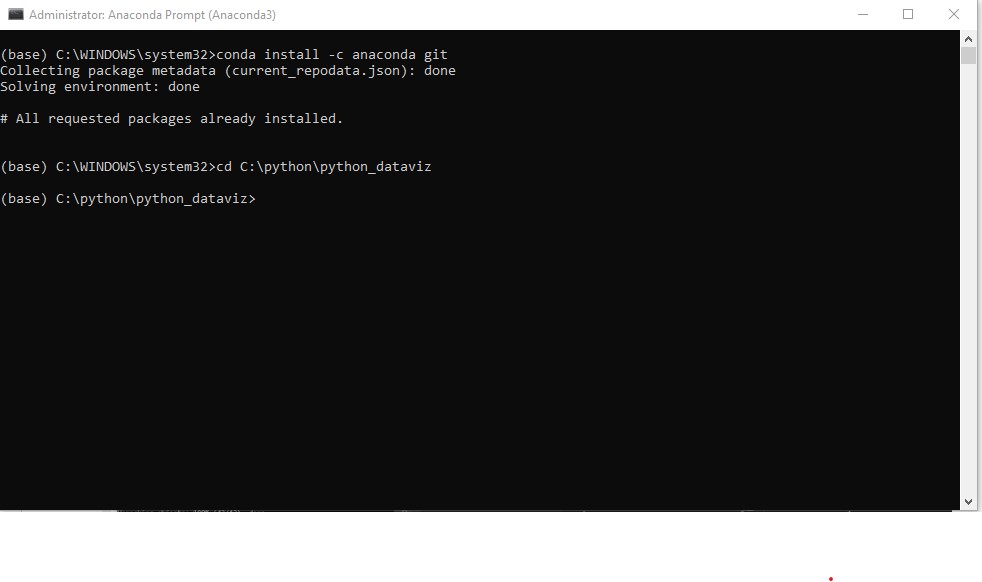 Administrator: Anaconda Prompt (Anaconda3)
(base) C:\WINDOWS\system32>conda install -c anaconda git
Collecting package metadata (current_repodata.json): done
Solving environment: done
# All requested packages already installed.
(base) C:\WINDOWS\system32>cd C:\python\python_dataviz
(base) C:\python\python_dataviz>